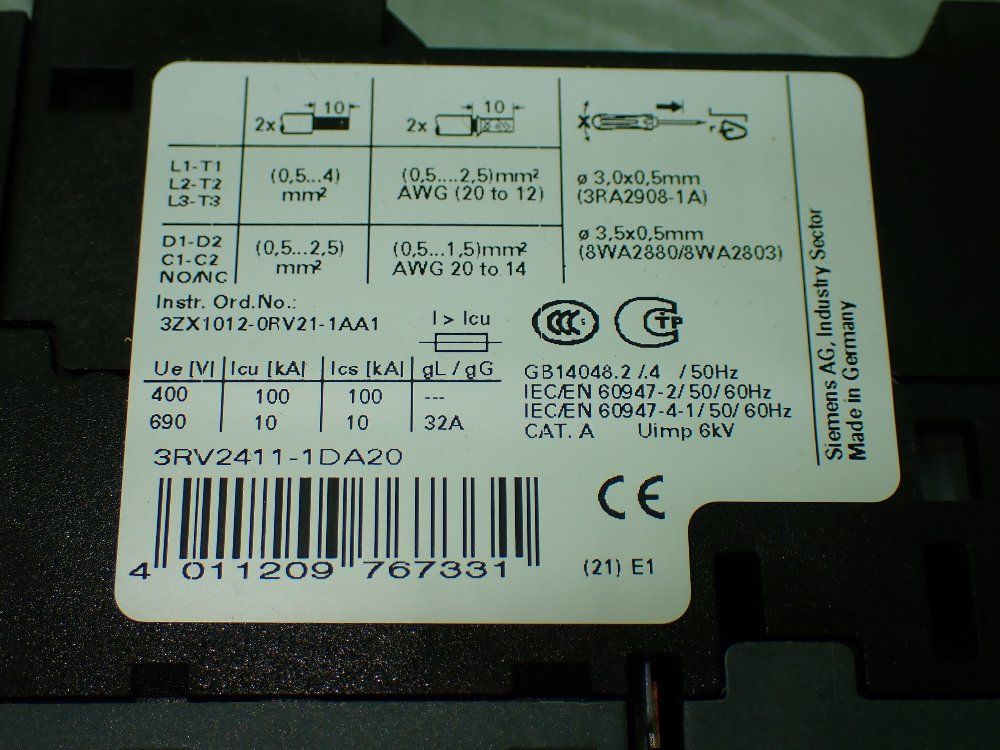 10
2x
10
2x
L1-T1
L2-T2
L3-T3
(0,5...4)
mm²
(0,5....2,5)mm²
AWG (20 to 12)
ø 3,0x0,5mm
(3RA2908-1A)
D1-D2
C1-C2
NO/NC
(0,5...2,5)
mm²
(0,5....1,5)mm²
AWG 20 to 14
ø 3.5x0,5mm
(8WA2880/8WA2803)
Instr. Ord.No.:
3ZX1012-0RV21-1AA1
I > Icu
CCC
CTP
Ue [V] Icu [kA] Ics [kA] gL / gG
400 100 100 ---
690 10 10 32A
GB14048.2 /.4 / 50Hz
IEC/EN 60947-2/ 50/ 60Hz
IEC/EN 60947-4-1/ 50/ 60Hz
CAT. A Uimp 6kV
3RV2411-1DA20
4 011209 767331
CE
(21) E1
Siemens AG, Industry Sector
Made in Germany